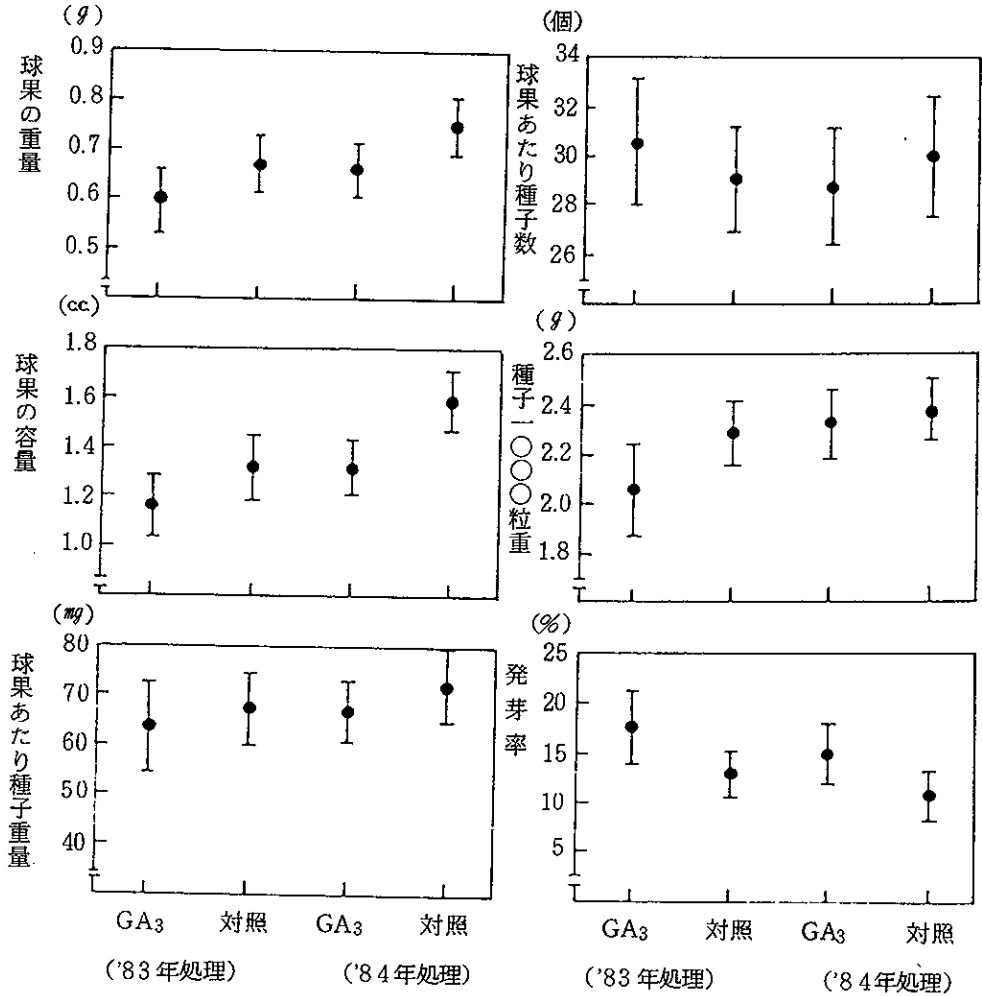 (g)
球果の重量
0.9
0.8
0.7
0.6
0.5
(個)
球果あたり種子数
34
32
30
28
26
(c.c.)
球果の容量
1.8
1.6
1.4
1.2
1.0
(g)
種子一〇〇〇粒重
2.6
2.4
2.2
2.0
1.8
(mg)
球果あたり種子重量
80
70
60
50
40
(%)
発芽率
25
20
15
10
5
GA₃ 対照 GA₃ 対照
('83年処理) ('84年処理)
GA₃ 対照 GA₃ 対照
('83年処理) ('84年処理)